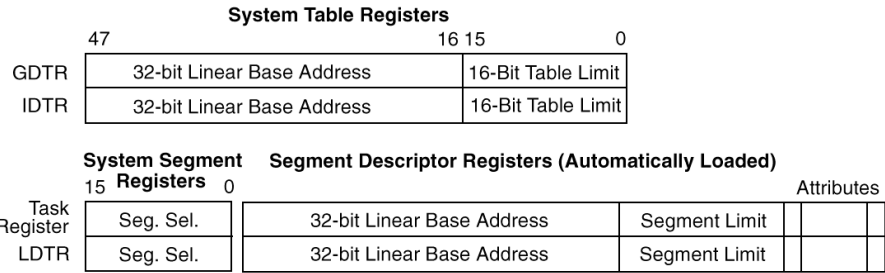 System Table Registers
47 16 15 0
GDTR 32-bit Linear Base Address 16-Bit Table Limit
IDTR 32-bit Linear Base Address 16-Bit Table Limit
System Segment Registers Segment Descriptor Registers (Automatically Loaded)
15 0 Attributes
Task Register Seg. Sel. 32-bit Linear Base Address Segment Limit
LDTR Seg. Sel. 32-bit Linear Base Address Segment Limit